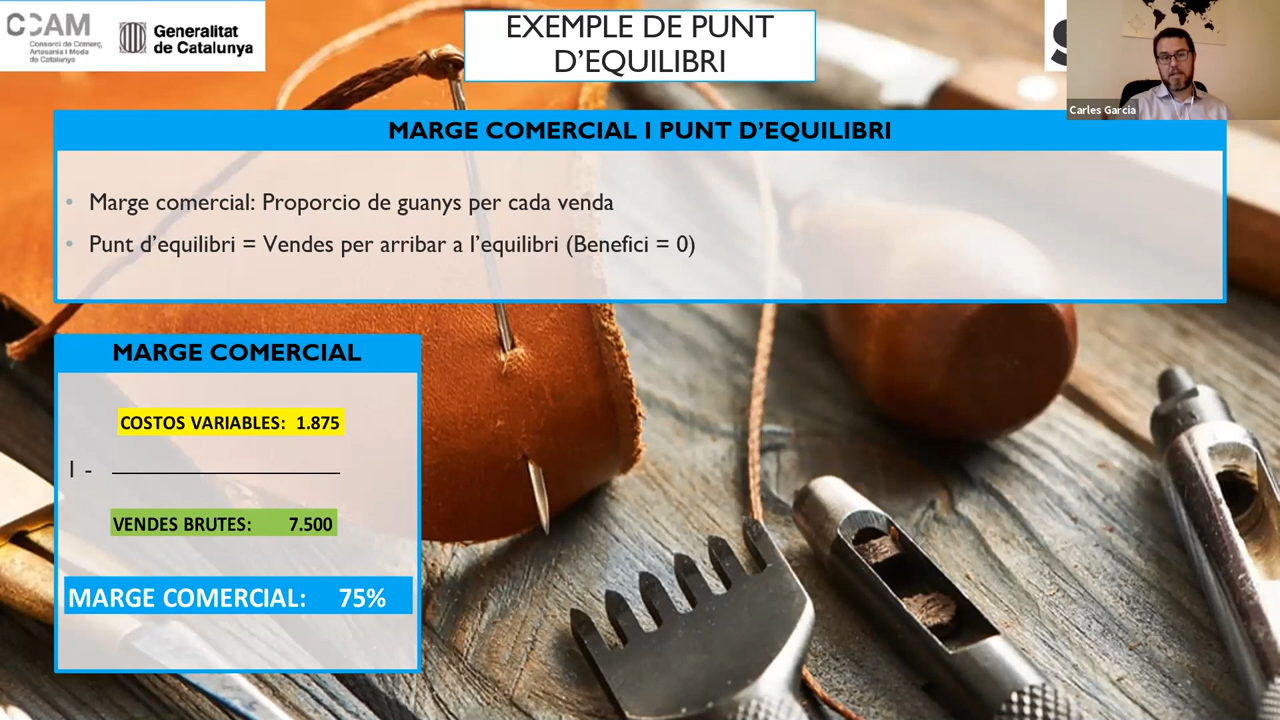 CCAM
Consorci de Comerç,
Artesania i Moda
de Catalunya
Generalitat
de Catalunya
EXEMPLE DE PUNT
D'EQUILIBRI
Carles García
MARGE COMERCIAL I PUNT D'EQUILIBRI
• Marge comercial: Proporcio de guanys per cada venda
• Punt d'equilibri = Vendes per arribar a l'equilibri (Benefici = 0)
MARGE COMERCIAL
COSTOS VARIABLES: 1.875
1 -
VENDES BRUTES: 7.500
MARGE COMERCIAL: 75%